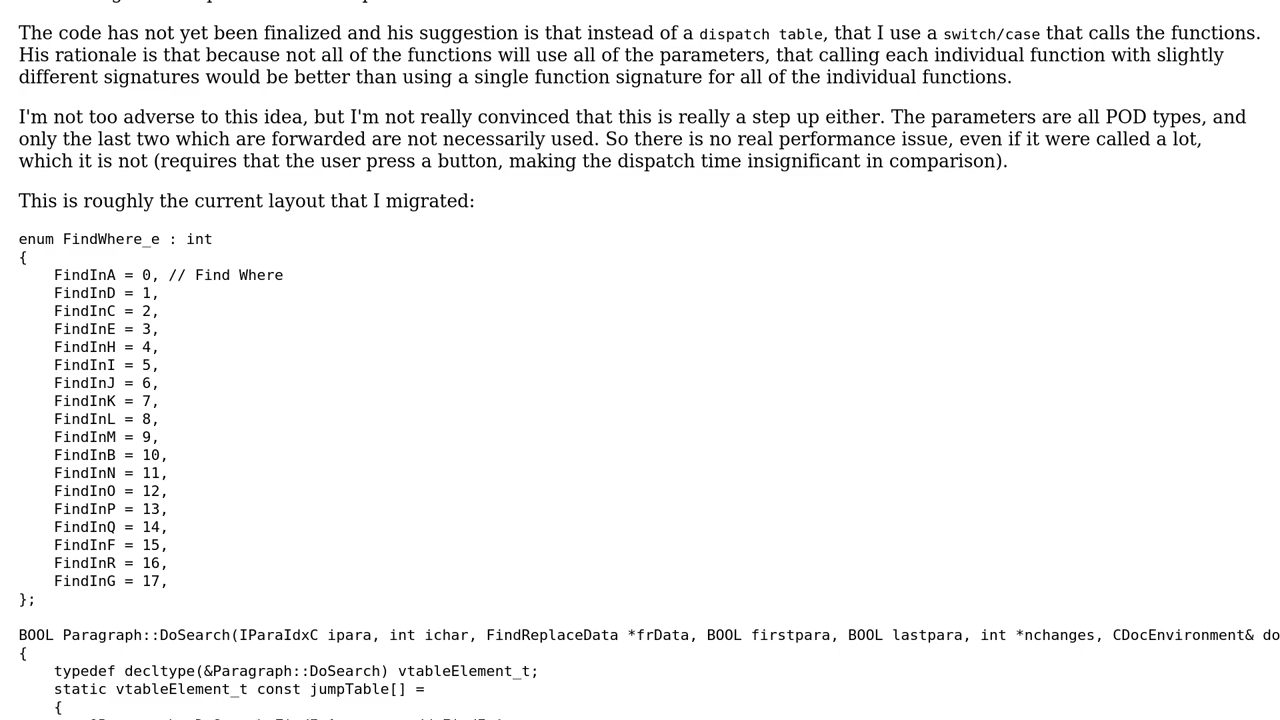 The code has not yet been finalized and his suggestion is that instead of a dispatch table, that I use a switch/case that calls the functions.
His rationale is that because not all of the functions will use all of the parameters, that calling each individual function with slightly
different signatures would be better than using a single function signature for all of the individual functions.
I'm not too adverse to this idea, but I'm not really convinced that this is really a step up either. The parameters are all POD types, and
only the last two which are forwarded are not necessarily used. So there is no real performance issue, even if it were called a lot,
which it is not (requires that the user press a button, making the dispatch time insignificant in comparison).
This is roughly the current layout that I migrated:
enum FindWhere_e : int
{
    FindInA = 0, // Find Where
    FindInD = 1,
    FindInC = 2,
    FindInE = 3,
    FindInH = 4,
    FindInI = 5,
    FindInJ = 6,
    FindInK = 7,
    FindInL = 8,
    FindInM = 9,
    FindInB = 10,
    FindInN = 11,
    FindInO = 12,
    FindInP = 13,
    FindInQ = 14,
    FindInF = 15,
    FindInR = 16,
    FindInG = 17,
};
BOOL Paragraph::DoSearch(IParaIdxC ipara, int ichar, FindReplaceData *frData, BOOL firstpara, BOOL lastpara, int *nchanges, CDocEnvironment& do
{
    typedef decltype(&Paragraph::DoSearch) vtableElement_t;
    static vtableElement_t const jumpTable[] =
    {